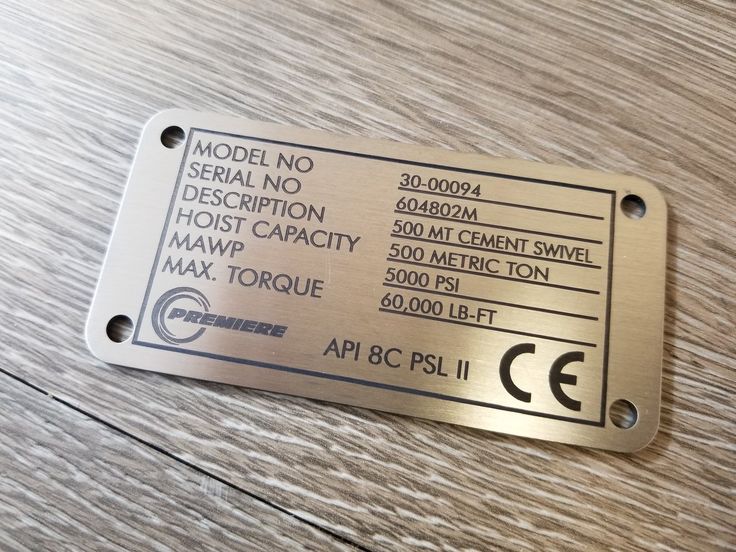 MODEL NO 30-00094
SERIAL NO 604802M
DESCRIPTION 500 MT CEMENT SWIVEL
HOIST CAPACITY 500 METRIC TON
MAWP 5000 PSI
MAX. TORQUE 60,000 LB-FT
PREMIERE
API 8C PSL II CE